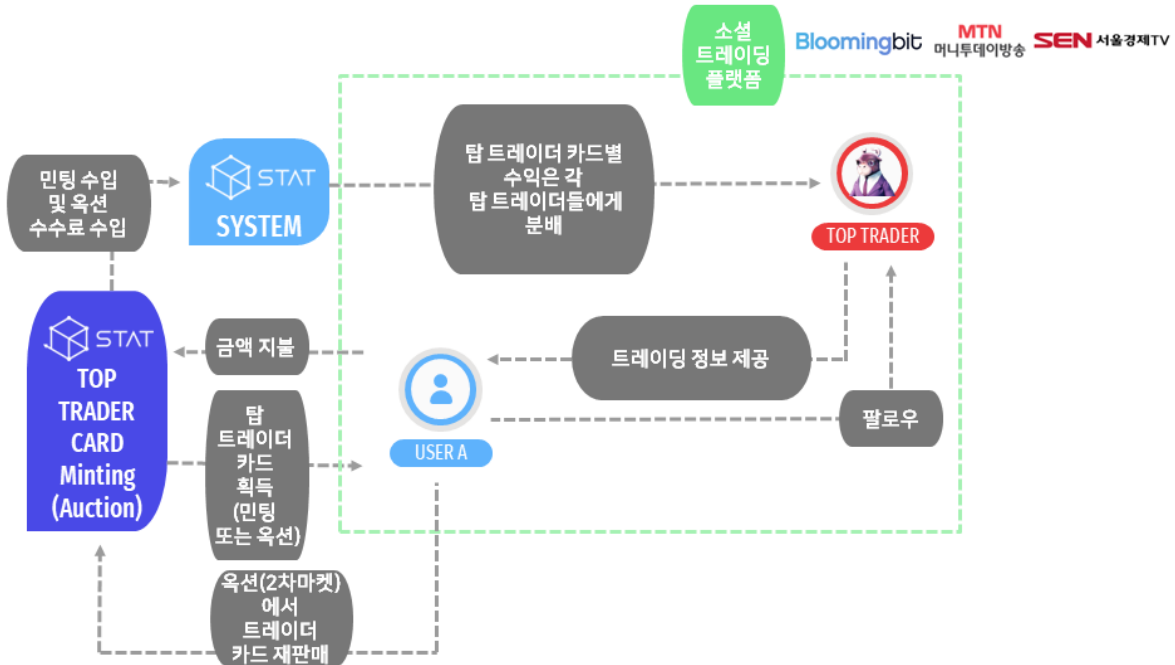 소셜
트레이딩
플랫폼
Bloomingbit
MTN
머니투데이방송
SEN 서울경제TV
민팅 수입
및 옥션
수수료 수입
STAT
SYSTEM
탑 트레이더 카드별
수익은 각
탑 트레이더들에게
분배
TOP TRADER
STAT
TOP
TRADER
CARD
Minting
(Auction)
금액 지불
트레이딩 정보 제공
탑
트레이더
카드
획득
(민팅
또는 옥션)
USER A
팔로우
옥션(2차마켓)
에서
트레이더
카드 재판매